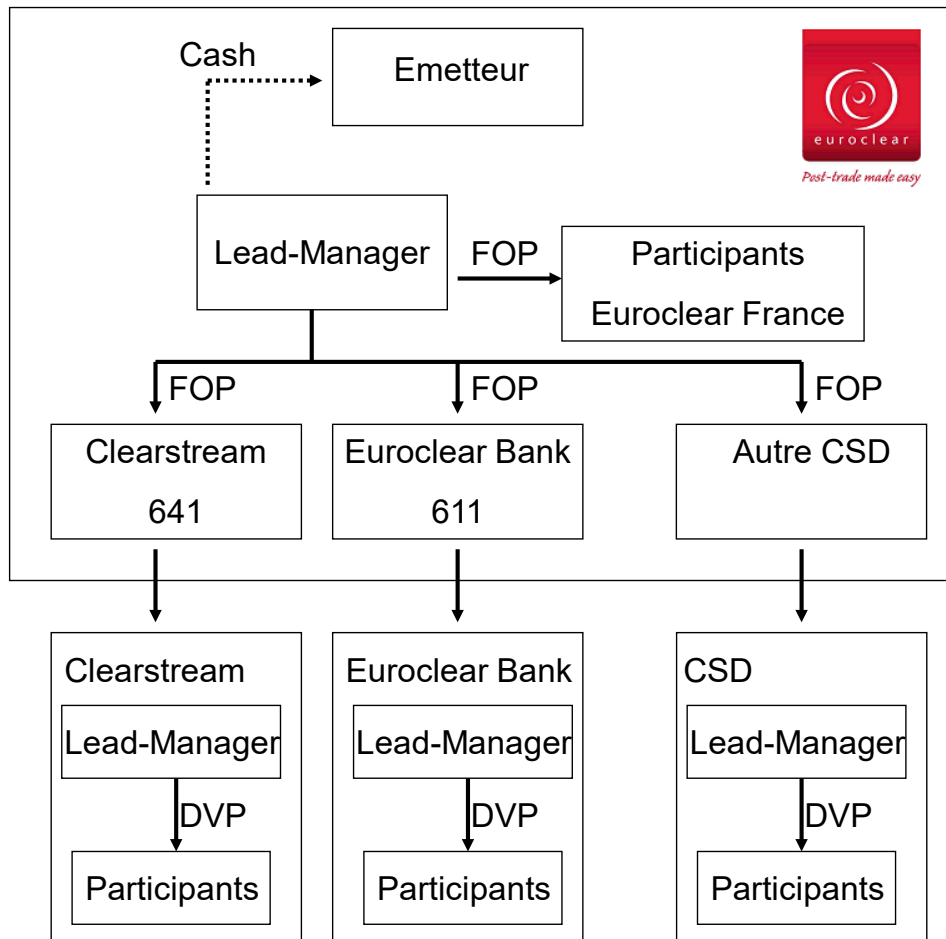 Cash
Emetteur
euroclear
Post-trade made easy
Lead-Manager
FOP
Participants
Euroclear France
FOP
FOP
FOP
Clearstream
641
Euroclear Bank
611
Autre CSD
Clearstream
Euroclear Bank
CSD
Lead-Manager
Lead-Manager
Lead-Manager
DVP
DVP
DVP
Participants
Participants
Participants